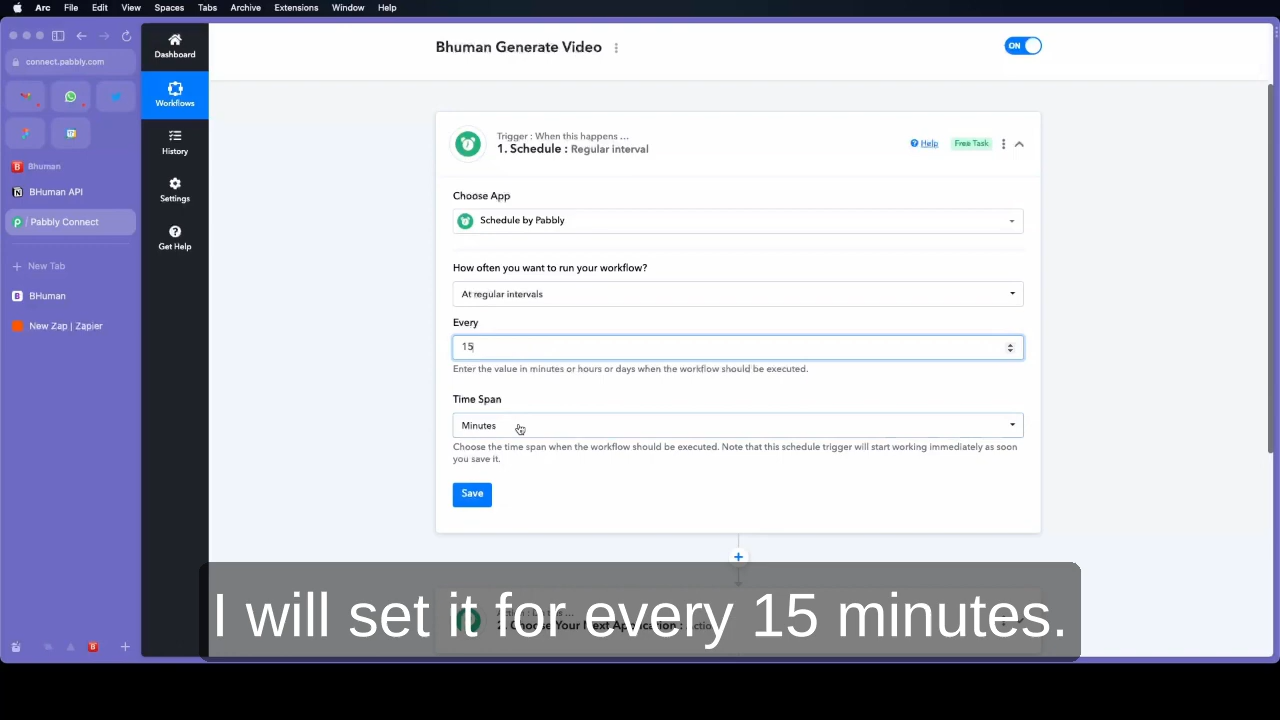 Arc File Edit View Spaces Tabs Archive Extensions Window Help
connect.pabbly.com
Bhuman
BHuman API
/ Pabbly Connect
New Tab
BHuman
New Zap | Zapier
Dashboard
Workflows
History
Settings
Get Help
Bhuman Generate Video
ON
Trigger : When this happens ...
1. Schedule : Regular interval
Help
Free Task
Choose App
Schedule by Pabbly
How often you want to run your workflow?
At regular intervals
Every
15
Enter the value in minutes or hours or days when the workflow should be executed.
Time Span
Minutes
Choose the time span when the workflow should be executed. Note that this schedule trigger will start working immediately as soon
you save it.
Save
2. Choose Your Next Application :
I will set it for every 15 minutes.